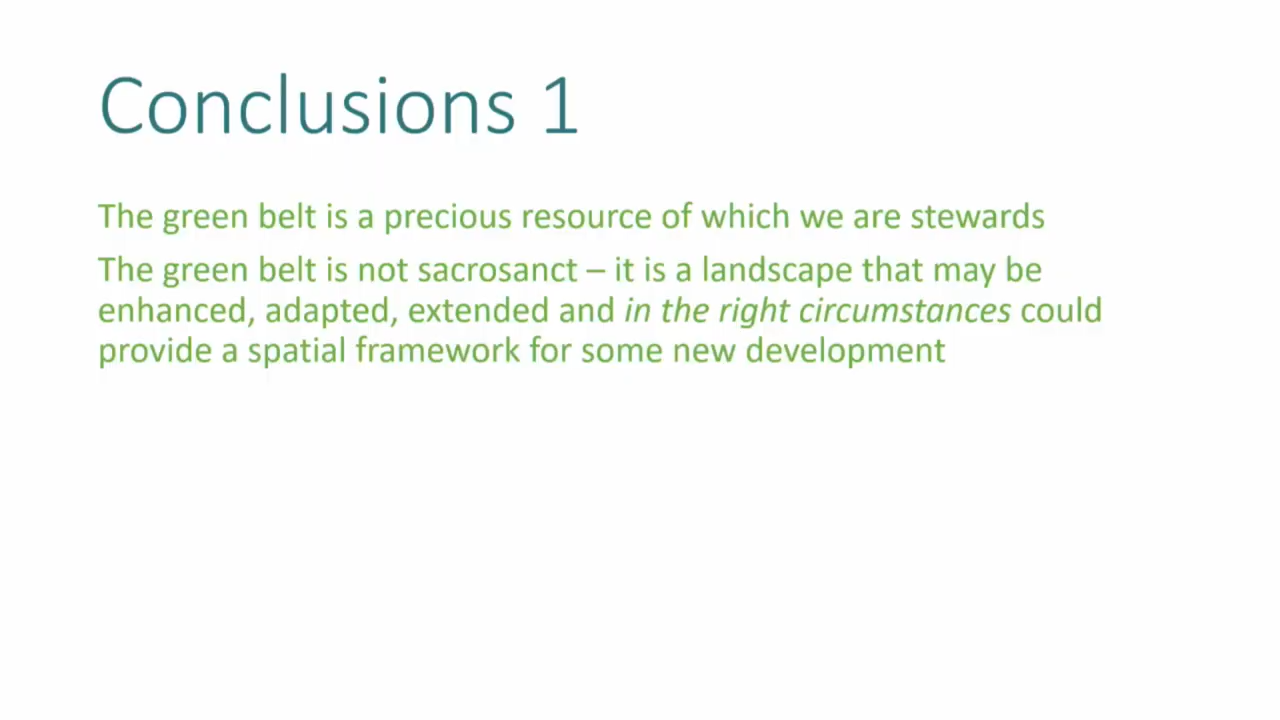 Conclusions 1
The green belt is a precious resource of which we are stewards
The green belt is not sacrosanct – it is a landscape that may be
enhanced, adapted, extended and in the right circumstances could
provide a spatial framework for some new development